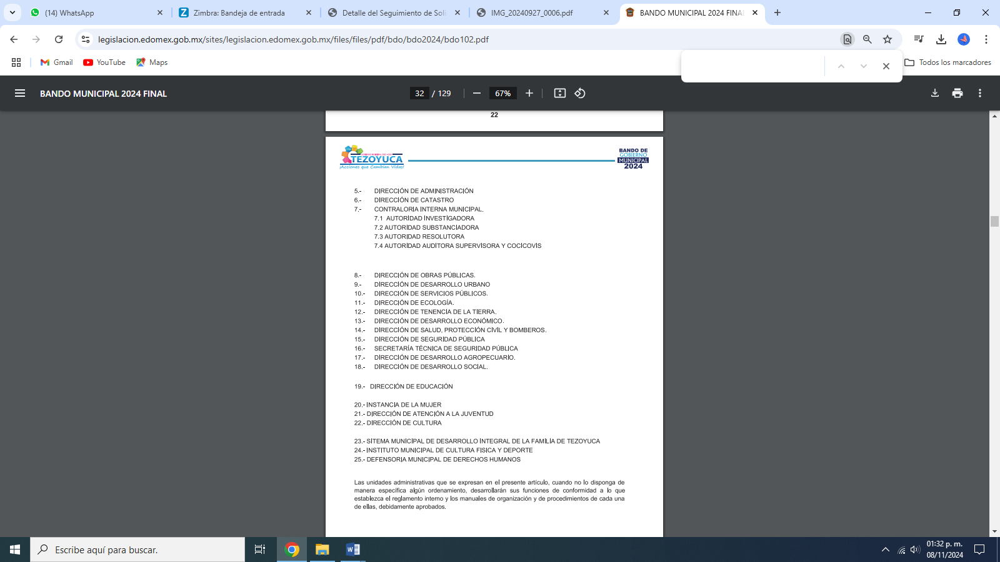 (14) WhatsApp
Zimbra: Bandeja de entrada
Detalle del Seguimiento de Soli
IMG_20240927_0006.pdf
BANDO MUNICIPAL 2024 FINAL
legislacion.edomex.gob.mx/sites/legislacion.edomex.gob.mx/files/files/pdf/bdo/bdo2024/bdo102.pdf
Gmail
YouTube
Maps
Todos los marcadores
BANDO MUNICIPAL 2024 FINAL
32 / 129
67%
22
TEZOYUCA
¡Acciones que Cambian Vidas!
BANDO DE
GOBIERNO
MUNICIPAL
2024
5.- DIRECCIÓN DE ADMINISTRACIÓN
6.- DIRECCIÓN DE CATASTRO
7.- CONTRALORIA INTERNA MUNICIPAL.
7.1 AUTORIDAD INVESTIGADORA
7.2 AUTORIDAD SUBSTANCIADORA
7.3 AUTORIDAD RESOLUTORA
7.4 AUTORIDAD AUDITORA SUPERVISORA Y COCICOVIS
8.- DIRECCIÓN DE OBRAS PÚBLICAS.
9.- DIRECCIÓN DE DESARROLLO URBANO
10.- DIRECCIÓN DE SERVICIOS PÚBLICOS.
11.- DIRECCIÓN DE ECOLOGÍA.
12.- DIRECCIÓN DE TENENCIA DE LA TIERRA.
13.- DIRECCIÓN DE DESARROLLO ECONÓMICO.
14.- DIRECCIÓN DE SALUD, PROTECCIÓN CIVIL Y BOMBEROS.
15.- DIRECCIÓN DE SEGURIDAD PÚBLICA
16.- SECRETARÍA TÉCNICA DE SEGURIDAD PÚBLICA
17.- DIRECCIÓN DE DESARROLLO AGROPECUARIO.
18.- DIRECCIÓN DE DESARROLLO SOCIAL.
19.- DIRECCIÓN DE EDUCACIÓN
20.- INSTANCIA DE LA MUJER
21.- DIRECCIÓN DE ATENCIÓN A LA JUVENTUD
22.- DIRECCIÓN DE CULTURA
23.- SITEMA MUNICIPAL DE DESARROLLO INTEGRAL DE LA FAMILIA DE TEZOYUCA
24.- INSTITUTO MUNICIPAL DE CULTURA FISICA Y DEPORTE
25.- DEFENSORIA MUNICIPAL DE DERECHOS HUMANOS
Las unidades administrativas que se expresan en el presente artículo, cuando no lo disponga de
manera específica algún ordenamiento, desarrollarán sus funciones de conformidad a lo que
establezca el reglamento interno y los manuales de organización y de procedimientos de cada una
de ellas, debidamente aprobados.
Escribe aquí para buscar.
01:32 p. m.
08/11/2024